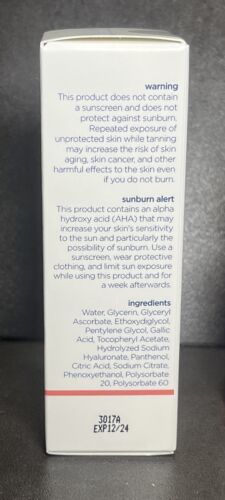 warning
This product does not contain
a sunscreen and does not
protect against sunburn.
Repeated exposure of
unprotected skin while tanning
may increase the risk of skin
aging, skin cancer, and other
harmful effects to the skin even
if you do not burn.
sunburn alert
This product contains an alpha
hydroxy acid (AHA) that may
increase your skin's sensitivity
to the sun and particularly the
possibility of sunburn. Use a
sunscreen, wear protective
clothing, and limit sun exposure
while using this product and for
a week afterwards.
ingredients
Water, Glycerin, Glyceryl
Ascorbate, Ethoxydiglycol,
Pentylene Glycol, Gallic
Acid, Tocopheryl Acetate,
Hydrolyzed Sodium
Hyaluronate, Panthenol,
Citric Acid, Sodium Citrate,
Phenoxyethanol, Polysorbate
20, Polysorbate 60
3017A
EXP12/24